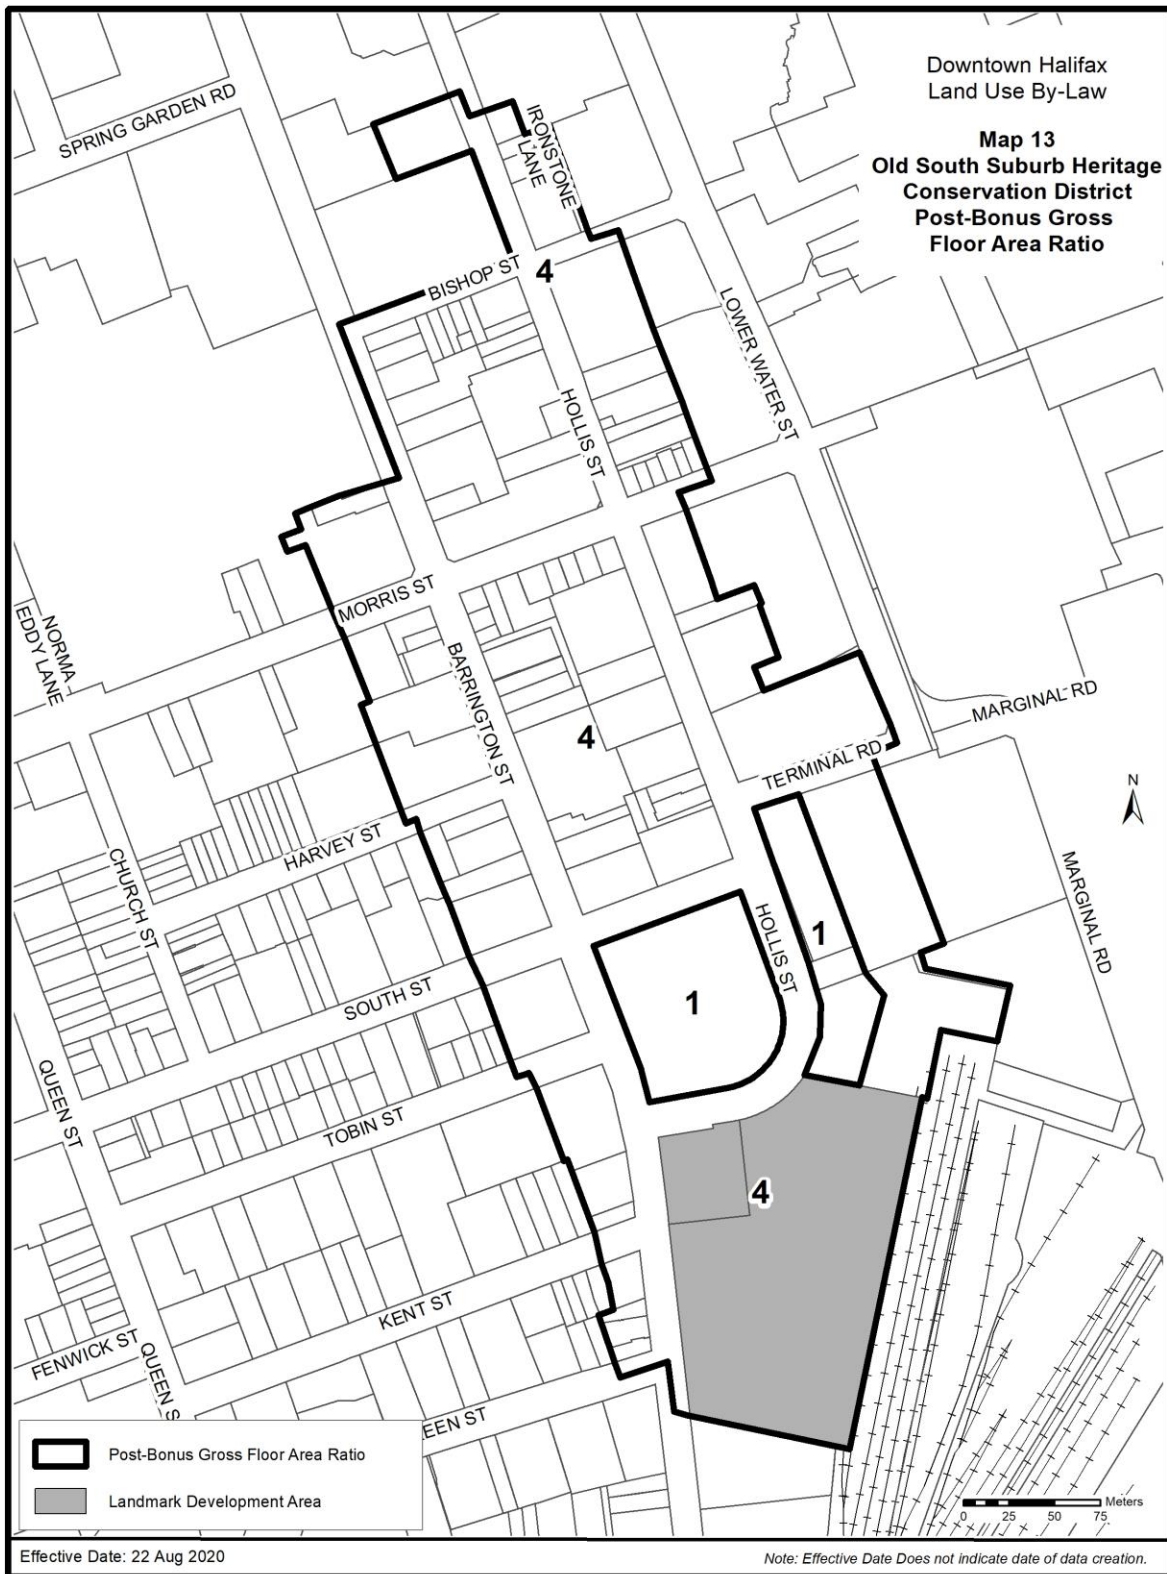 Downtown Halifax
Land Use By-Law
Map 13
Old South Suburb Heritage
Conservation District
Post-Bonus Gross
Floor Area Ratio
SPRING GARDEN RD
IRONSTONE
LANE
BISHOP ST
4
LOWER WATER ST
HOLLIS ST
MORRIS ST
NORMA
EDDY LANE
BARRINGTON ST
4
MARGINAL RD
TERMINAL RD
N
HARVEY ST
CHURCH ST
MARGINAL RD
HOLLIS ST
1
1
SOUTH ST
QUEEN ST
TOBIN ST
4
KENT ST
FENWICK ST
QUEEN S
EEN ST
Post-Bonus Gross Floor Area Ratio
Landmark Development Area
Meters
0 25 50 75
Effective Date: 22 Aug 2020
Note: Effective Date Does not indicate date of data creation.